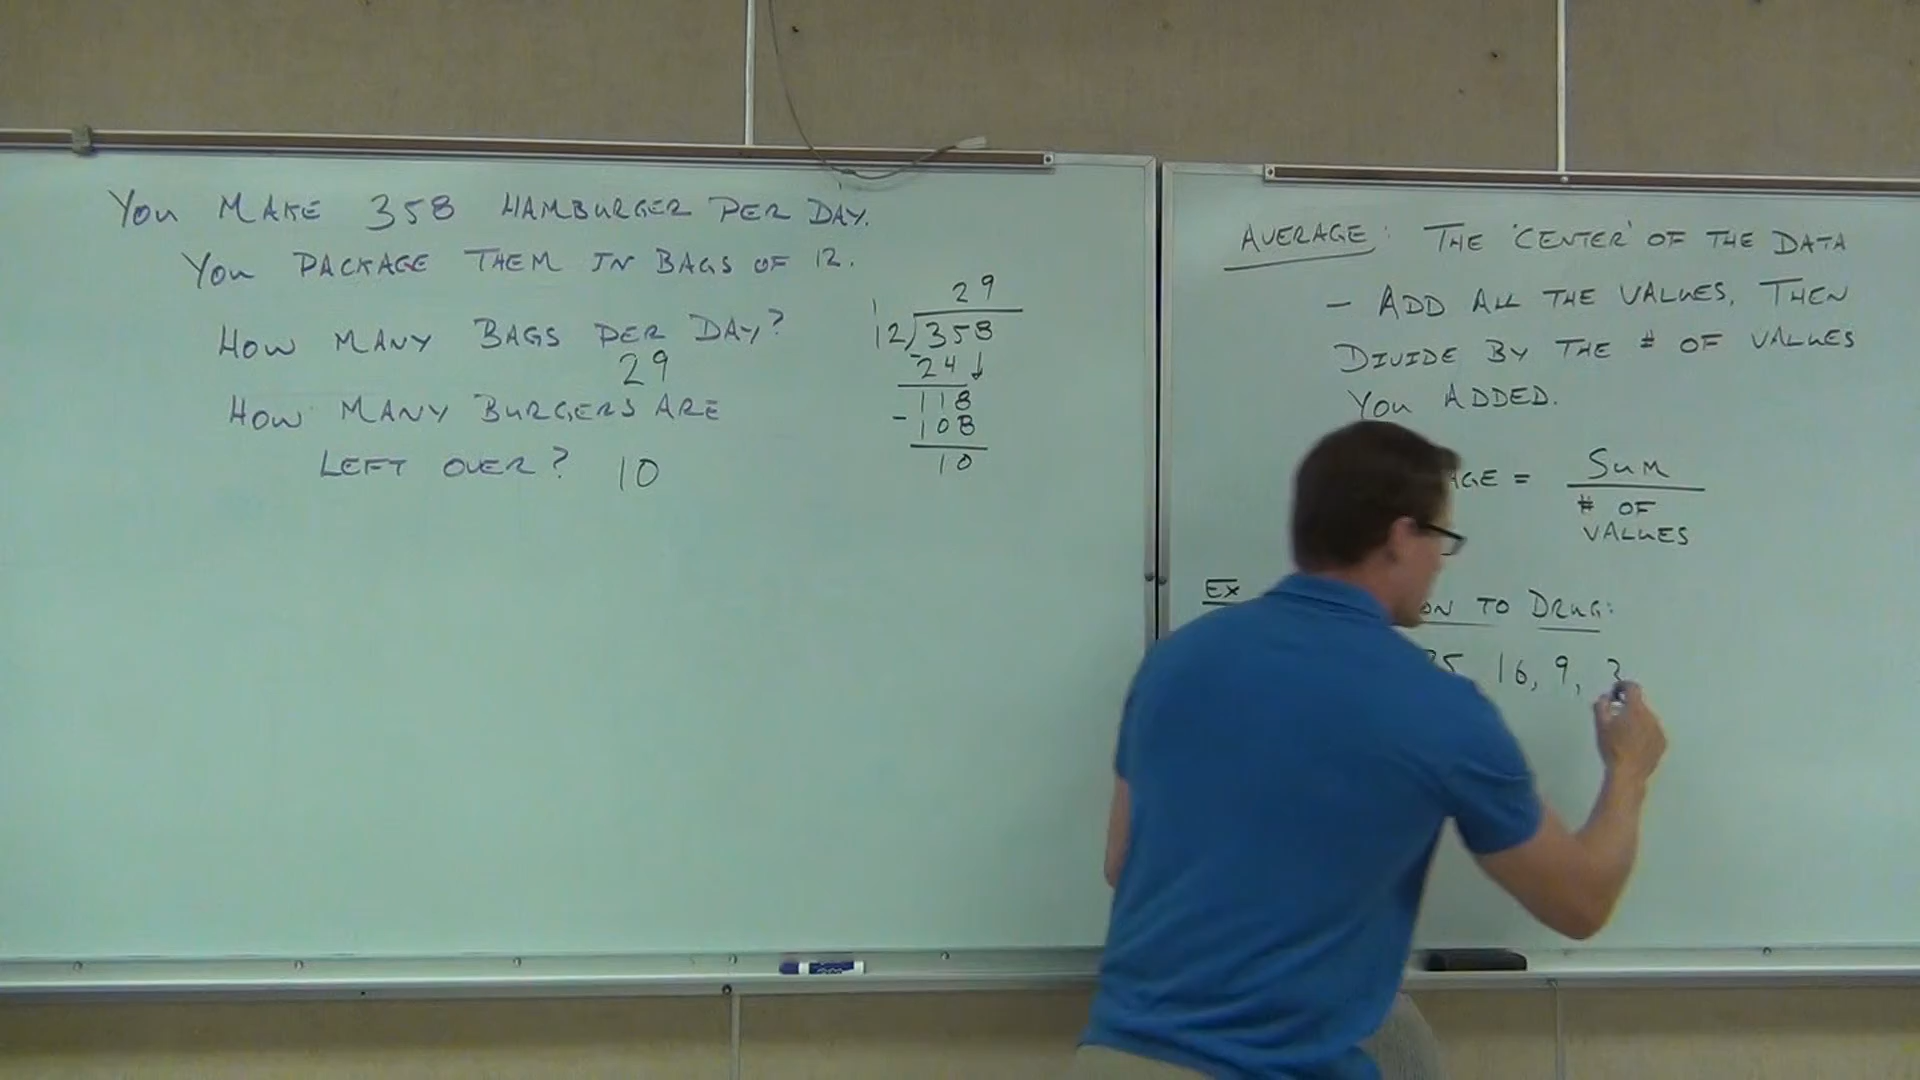 You MAKE 358 HAMBURGER PER DAY.
You PACKAGE THEM IN BAGS OF 12.
HOW MANY BAGS PER DAY?
29
HOW MANY BURGERS ARE
LEFT OVER? 10
29
1
12)358
-24↓
118
-108
10
AVERAGE: THE 'CENTER' OF THE DATA
- ADD ALL THE VALUES, THEN
DIVIDE BY THE # OF VALUES
You ADDED.
AGE = SUM
# OF
VALUES
EX
ON TO DRUG:
16, 9,